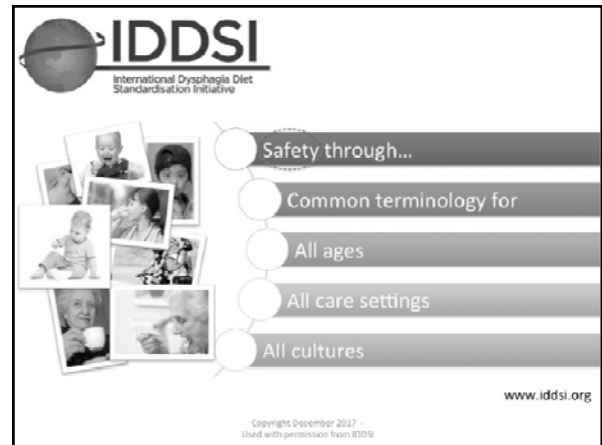 IDDSI
International Dysphagia Diet
Standardisation Initiative
Safety through...
Common terminology for
All ages
All care settings
All cultures
www.iddsi.org
Copyright December 2017 -
Used with permission from IDDSI